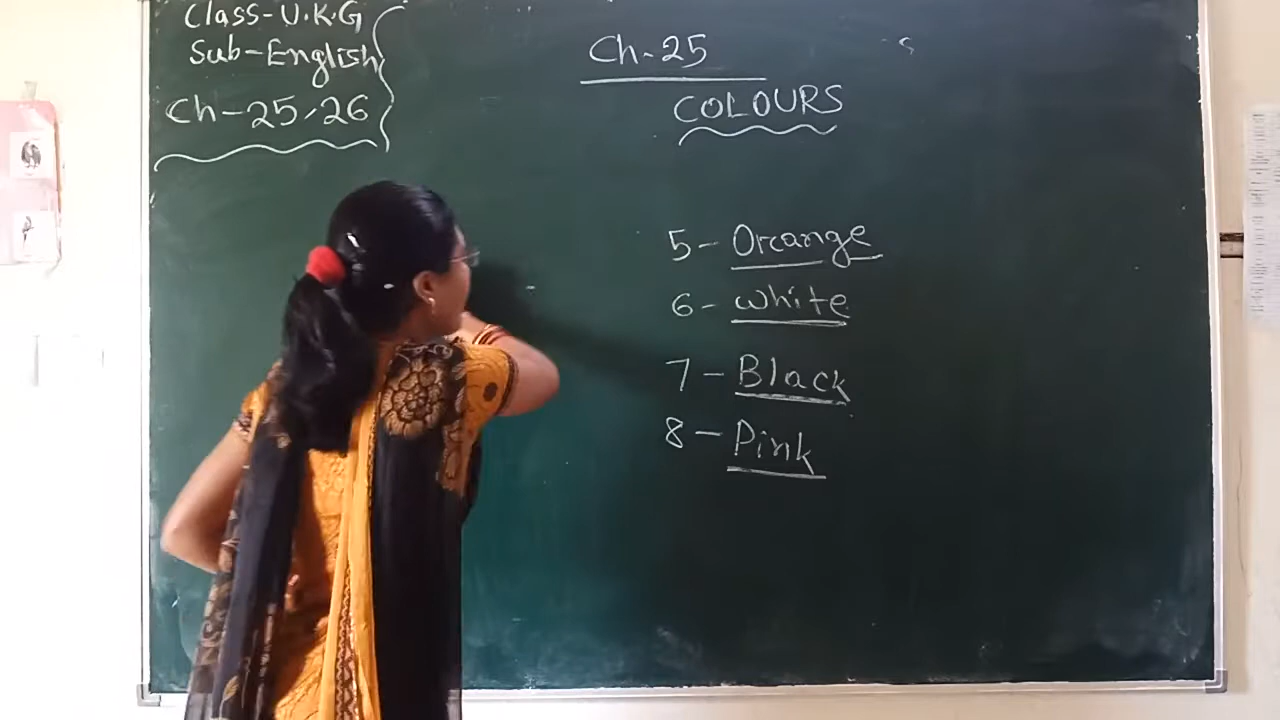 Class-U.K.G
Sub-English
Ch-25,26
Ch-25
COLOURS
5- Orange
6- white
7- Black
8- Pink